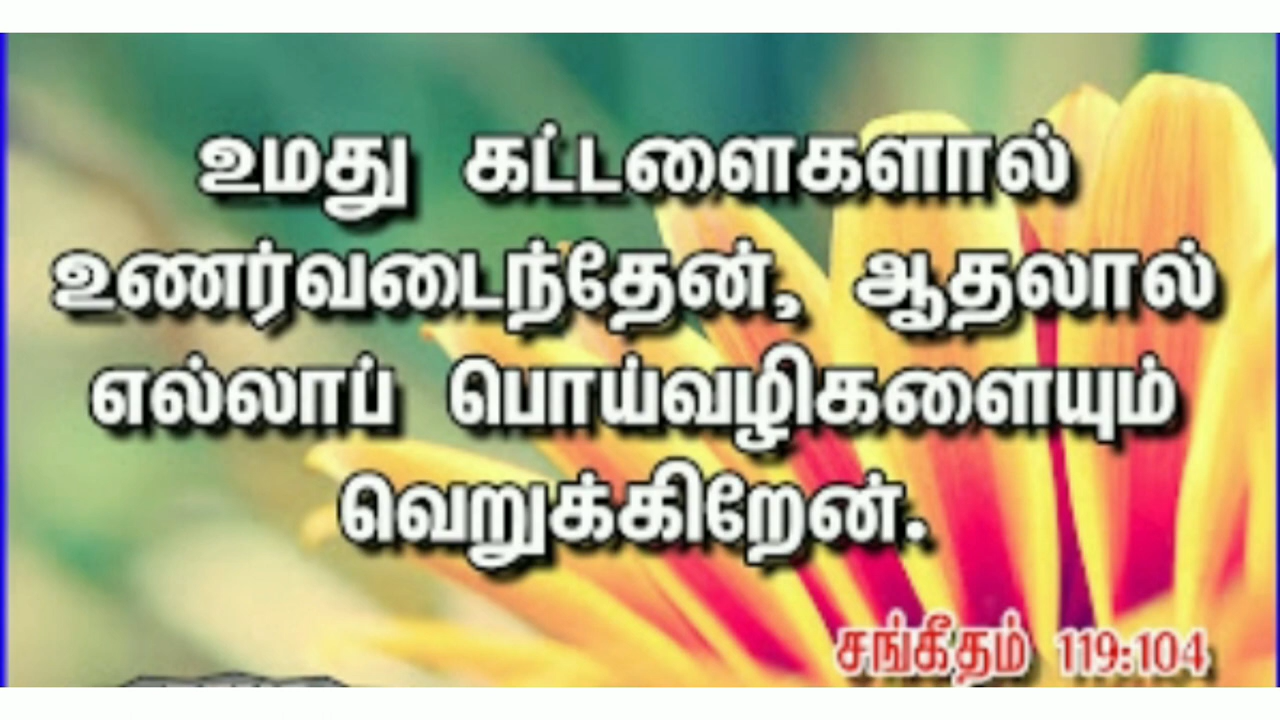 உமது கட்டளைகளால்
உணர்வடைந்தேன், ஆதலால்
எல்லாப் பொய்வழிகளையும்
வெறுக்கிறேன்.
சங்கீதம் 119:104